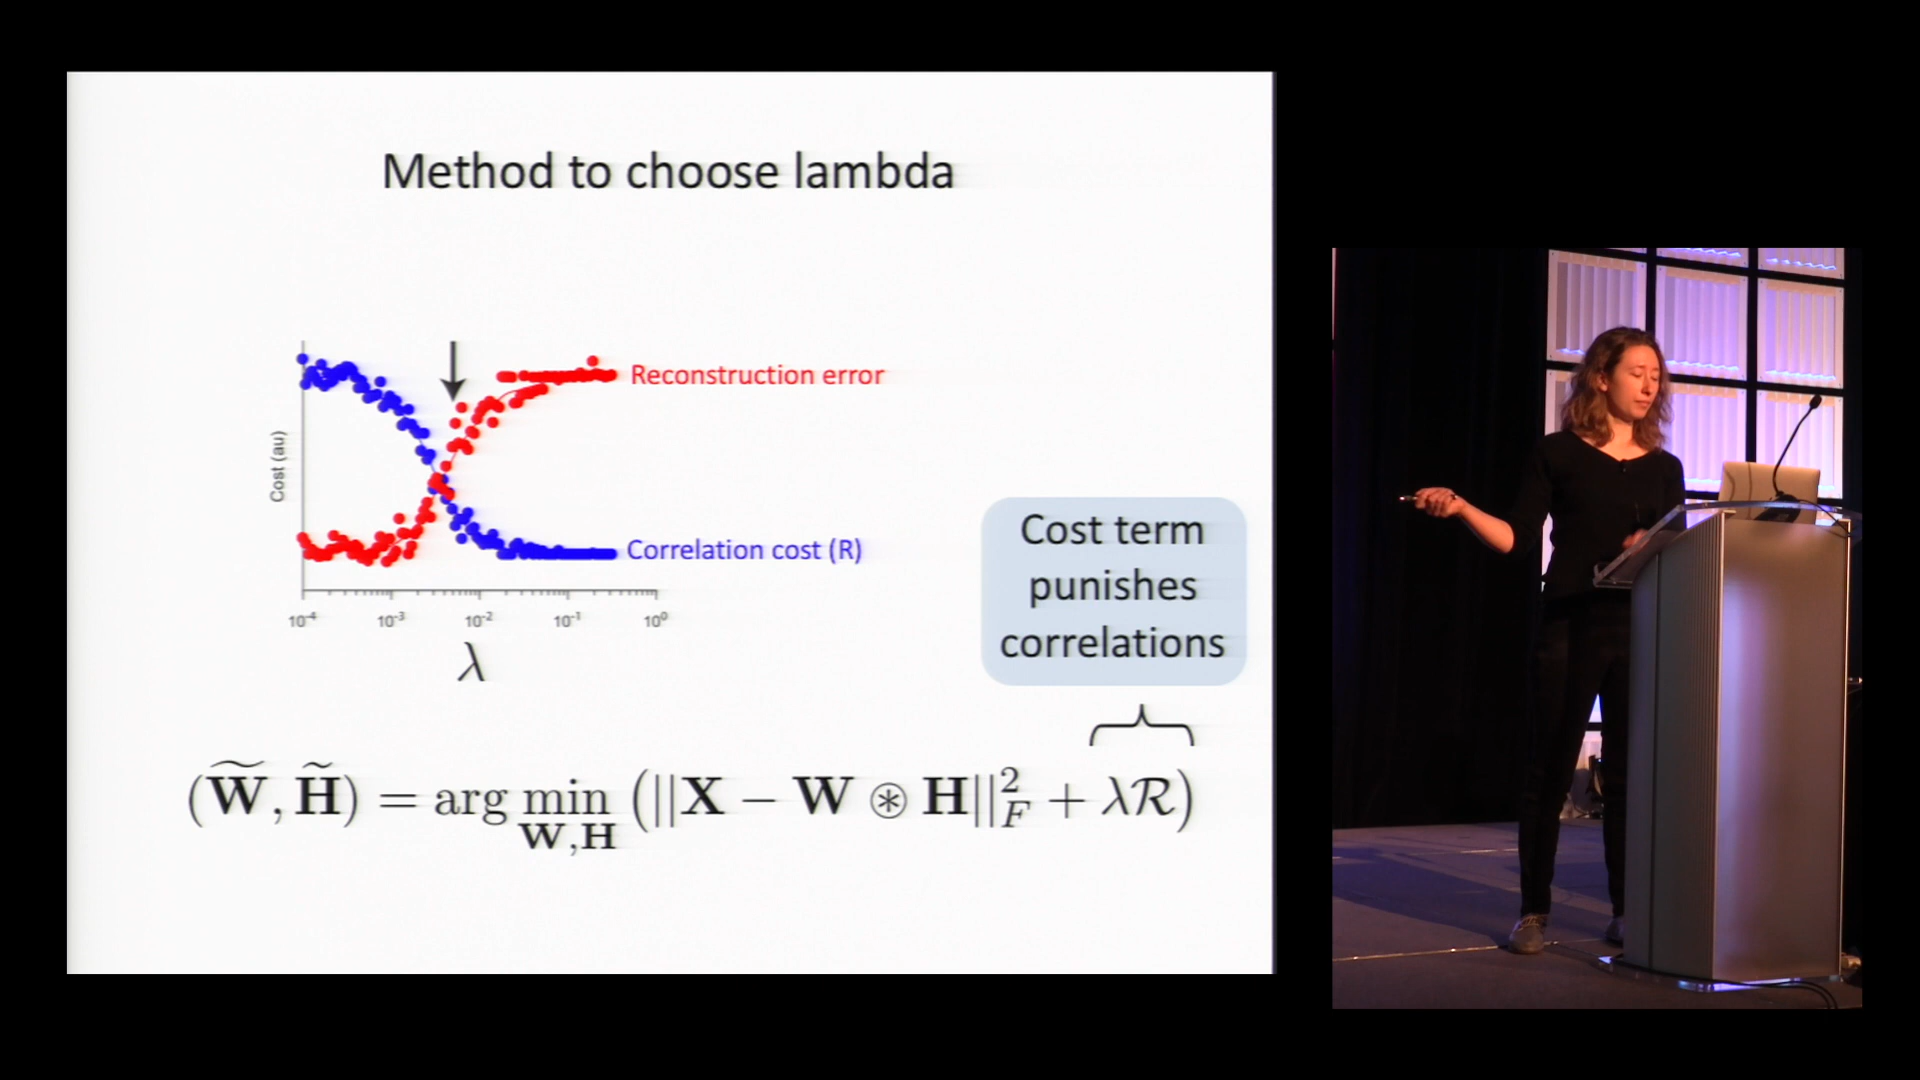 Method to choose lambda
Reconstruction error
Cost (au)
Correlation cost (R)
10⁻⁴ 10⁻³ 10⁻² 10⁻¹ 10⁰
λ
Cost term
punishes
correlations
(W̃, H̃) = arg min (||X − W ⊛ H||²_F + λR)
W,H